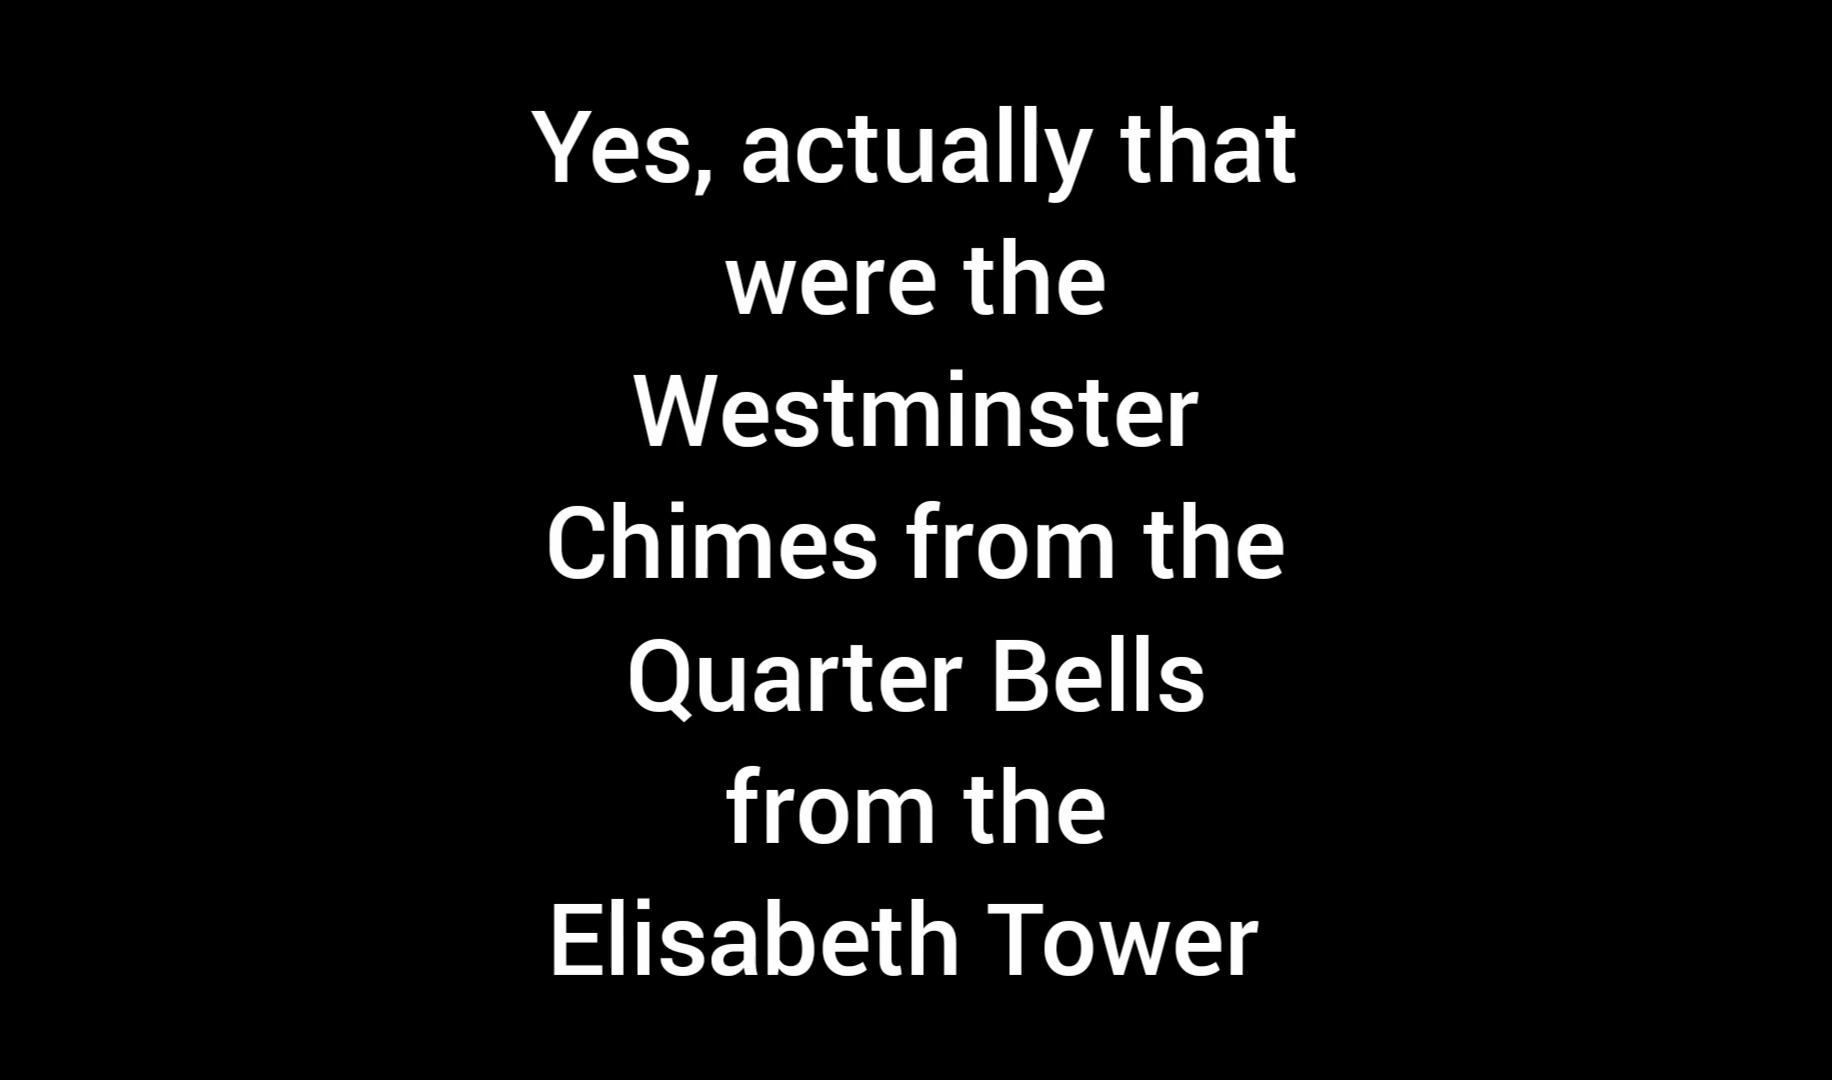 Yes, actually that
were the
Westminster
Chimes from the
Quarter Bells
from the
Elisabeth Tower